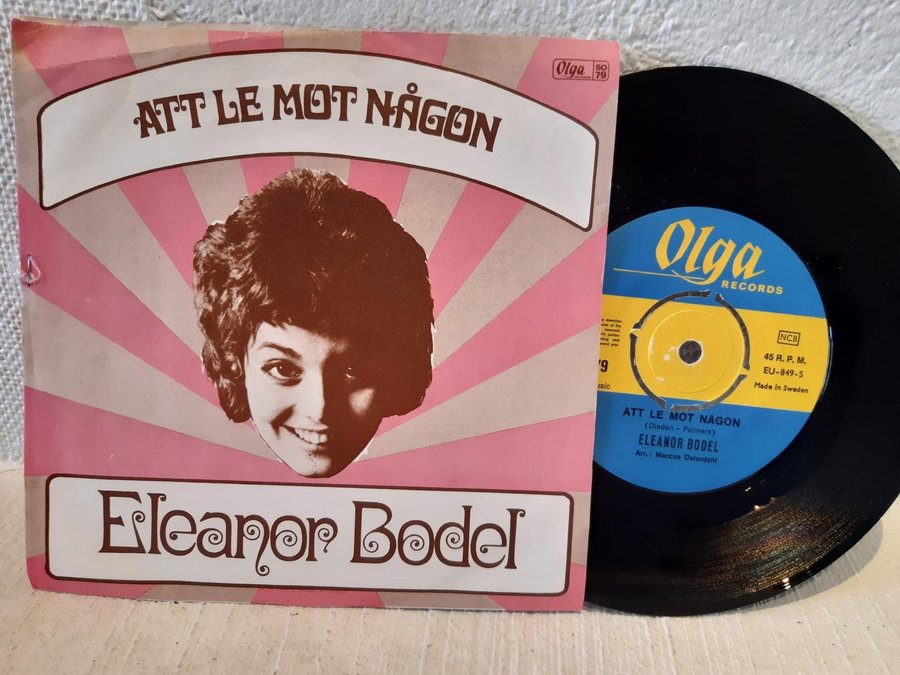 ATT LE MOT NÅGON
Olga
RECORDS
SO
79
Eleanor Bodel
Olga
RECORDS
NCB
45 R. P. M.
EU-849-S
Made in Sweden
ATT LE MOT NÅGON
(Dieden - Palmers)
ELEANOR BODEL
Arr.: Marcus Österdahl